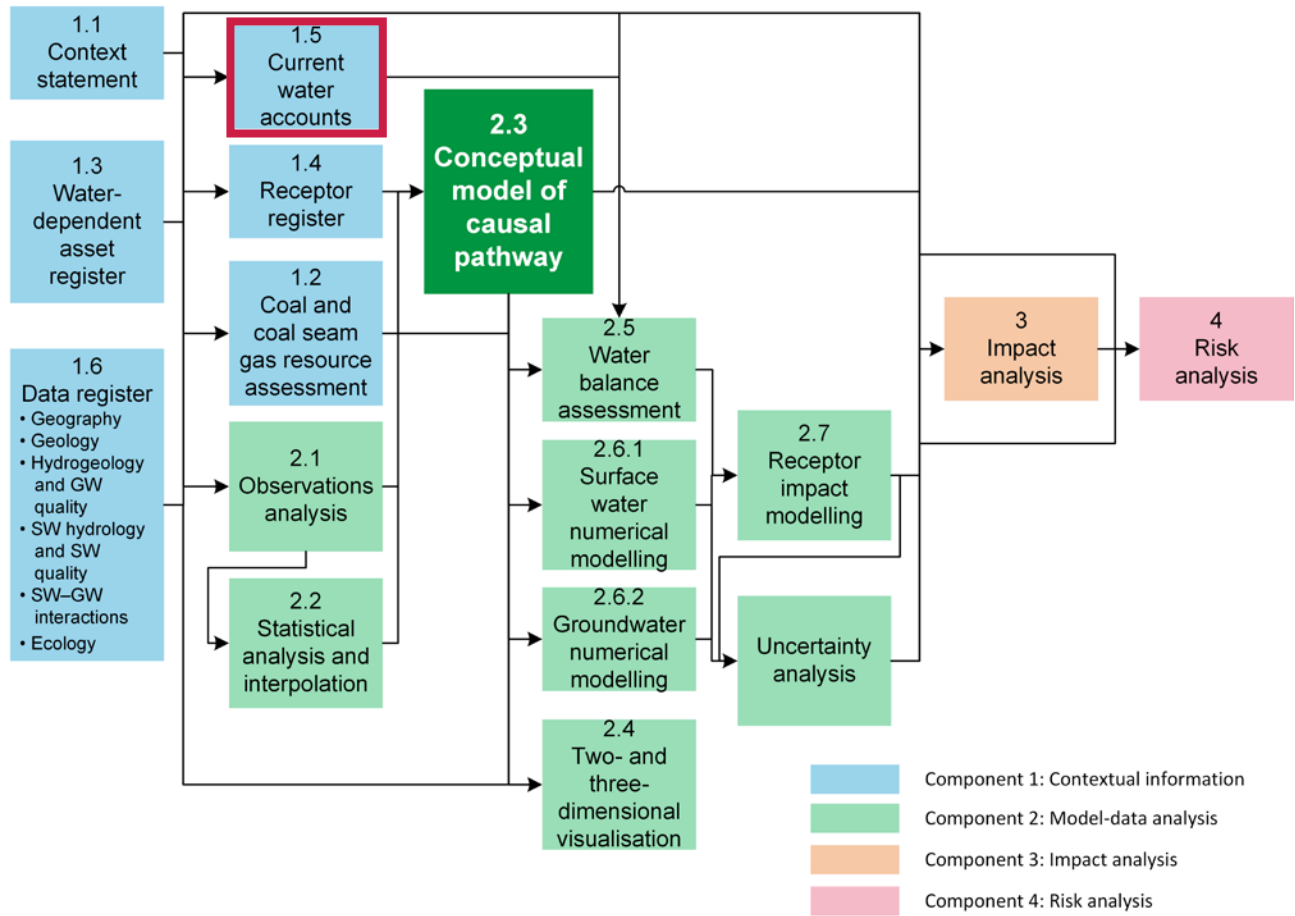 1.1
Context
statement
1.5
Current
water
accounts
1.3
Water-
dependent
asset
register
1.4
Receptor
register
2.3
Conceptual
model of
causal
pathway
1.2
Coal and
coal seam
gas resource
assessment
1.6
Data register
• Geography
• Geology
• Hydrogeology
and GW
quality
• SW hydrology
and SW
quality
• SW–GW
interactions
• Ecology
2.1
Observations
analysis
2.2
Statistical
analysis and
interpolation
2.5
Water
balance
assessment
2.6.1
Surface
water
numerical
modelling
2.6.2
Groundwater
numerical
modelling
2.4
Two- and
three-
dimensional
visualisation
2.7
Receptor
impact
modelling
Uncertainty
analysis
3
Impact
analysis
4
Risk
analysis
Component 1: Contextual information
Component 2: Model-data analysis
Component 3: Impact analysis
Component 4: Risk analysis